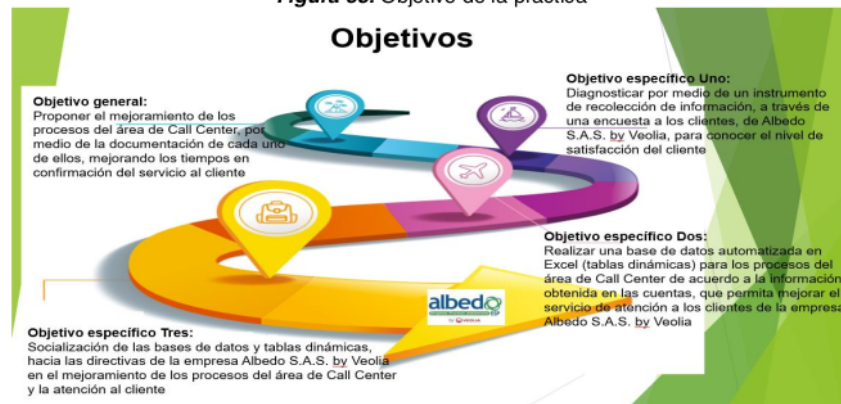 Objetivo de la práctica
Objetivos
Objetivo general:
Proponer el mejoramiento de los
procesos del área de Call Center, por
medio de la documentación de cada uno
de ellos, mejorando los tiempos en
confirmación del servicio al cliente
Objetivo específico Uno:
Diagnosticar por medio de un instrumento
de recolección de información, a través de
una encuesta a los clientes, de Albedo
S.A.S. by Veolia, para conocer el nivel de
satisfacción del cliente
Objetivo específico Dos:
Realizar una base de datos automatizada en
Excel (tablas dinámicas) para los procesos del
área de Call Center de acuerdo a la información
obtenida en las cuentas, que permita mejorar el
servicio de atención a los clientes de la empresa
Albedo S.A.S. by Veolia
albedo
by VEOLIA
Objetivo específico Tres:
Socialización de las bases de datos y tablas dinámicas,
hacia las directivas de la empresa Albedo S.A.S. by Veolia
en el mejoramiento de los procesos del área de Call Center
y la atención al cliente